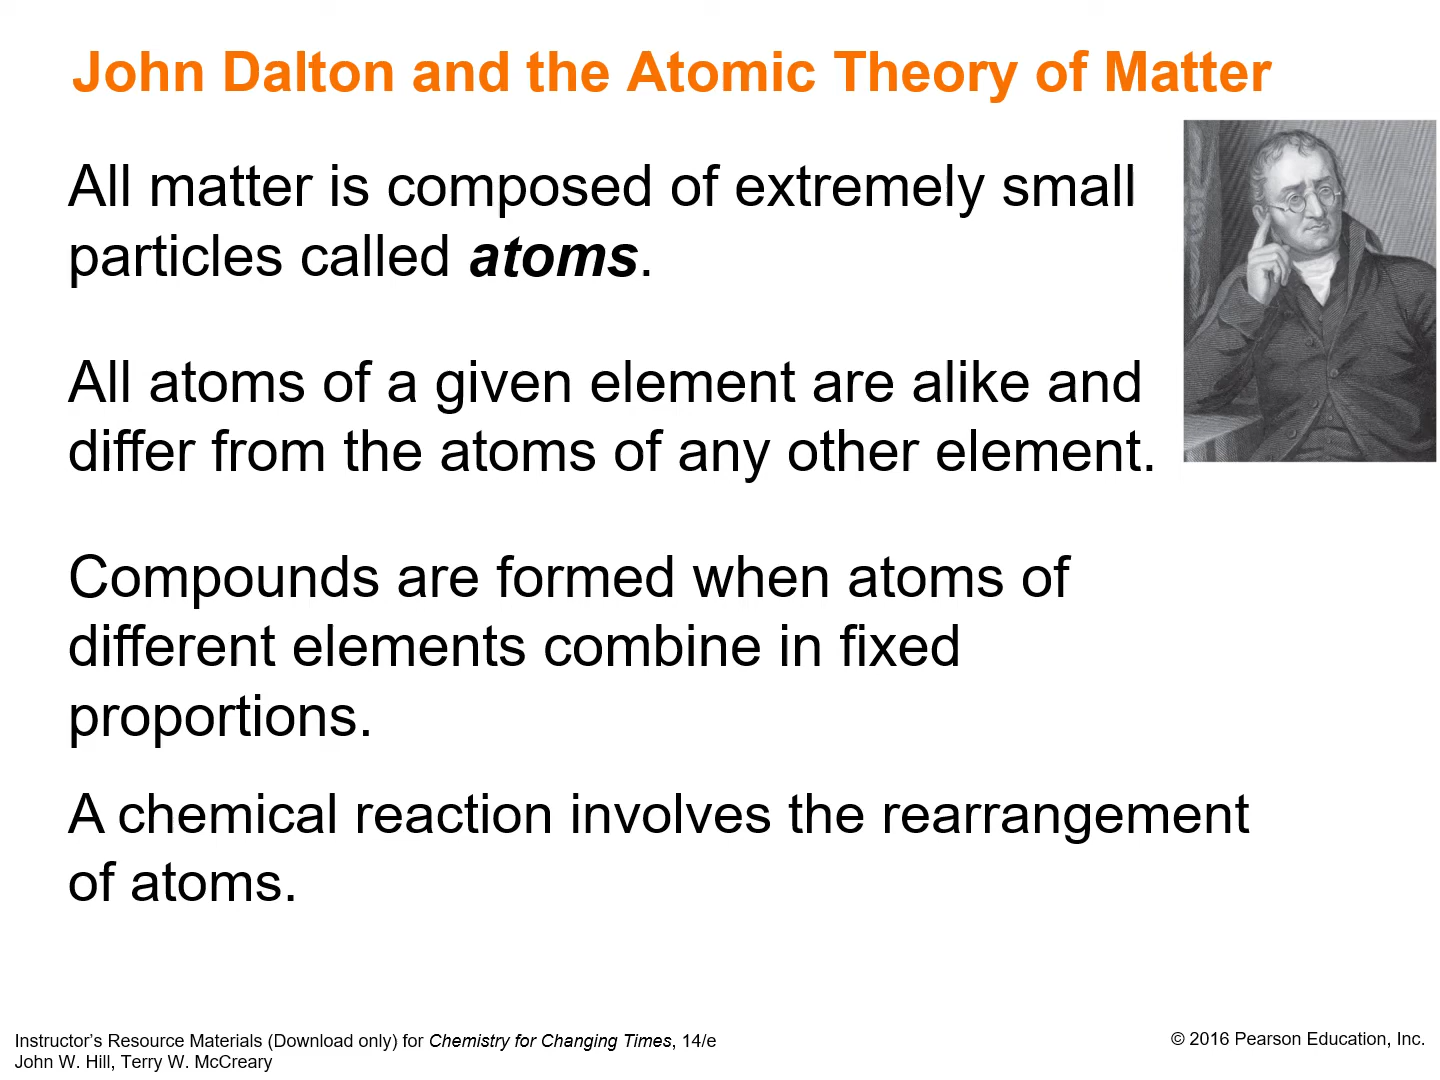 John Dalton and the Atomic Theory of Matter
All matter is composed of extremely small
particles called atoms.
All atoms of a given element are alike and
differ from the atoms of any other element.
Compounds are formed when atoms of
different elements combine in fixed
proportions.
A chemical reaction involves the rearrangement
of atoms.
Instructor’s Resource Materials (Download only) for Chemistry for Changing Times, 14/e
John W. Hill, Terry W. McCreary
© 2016 Pearson Education, Inc.